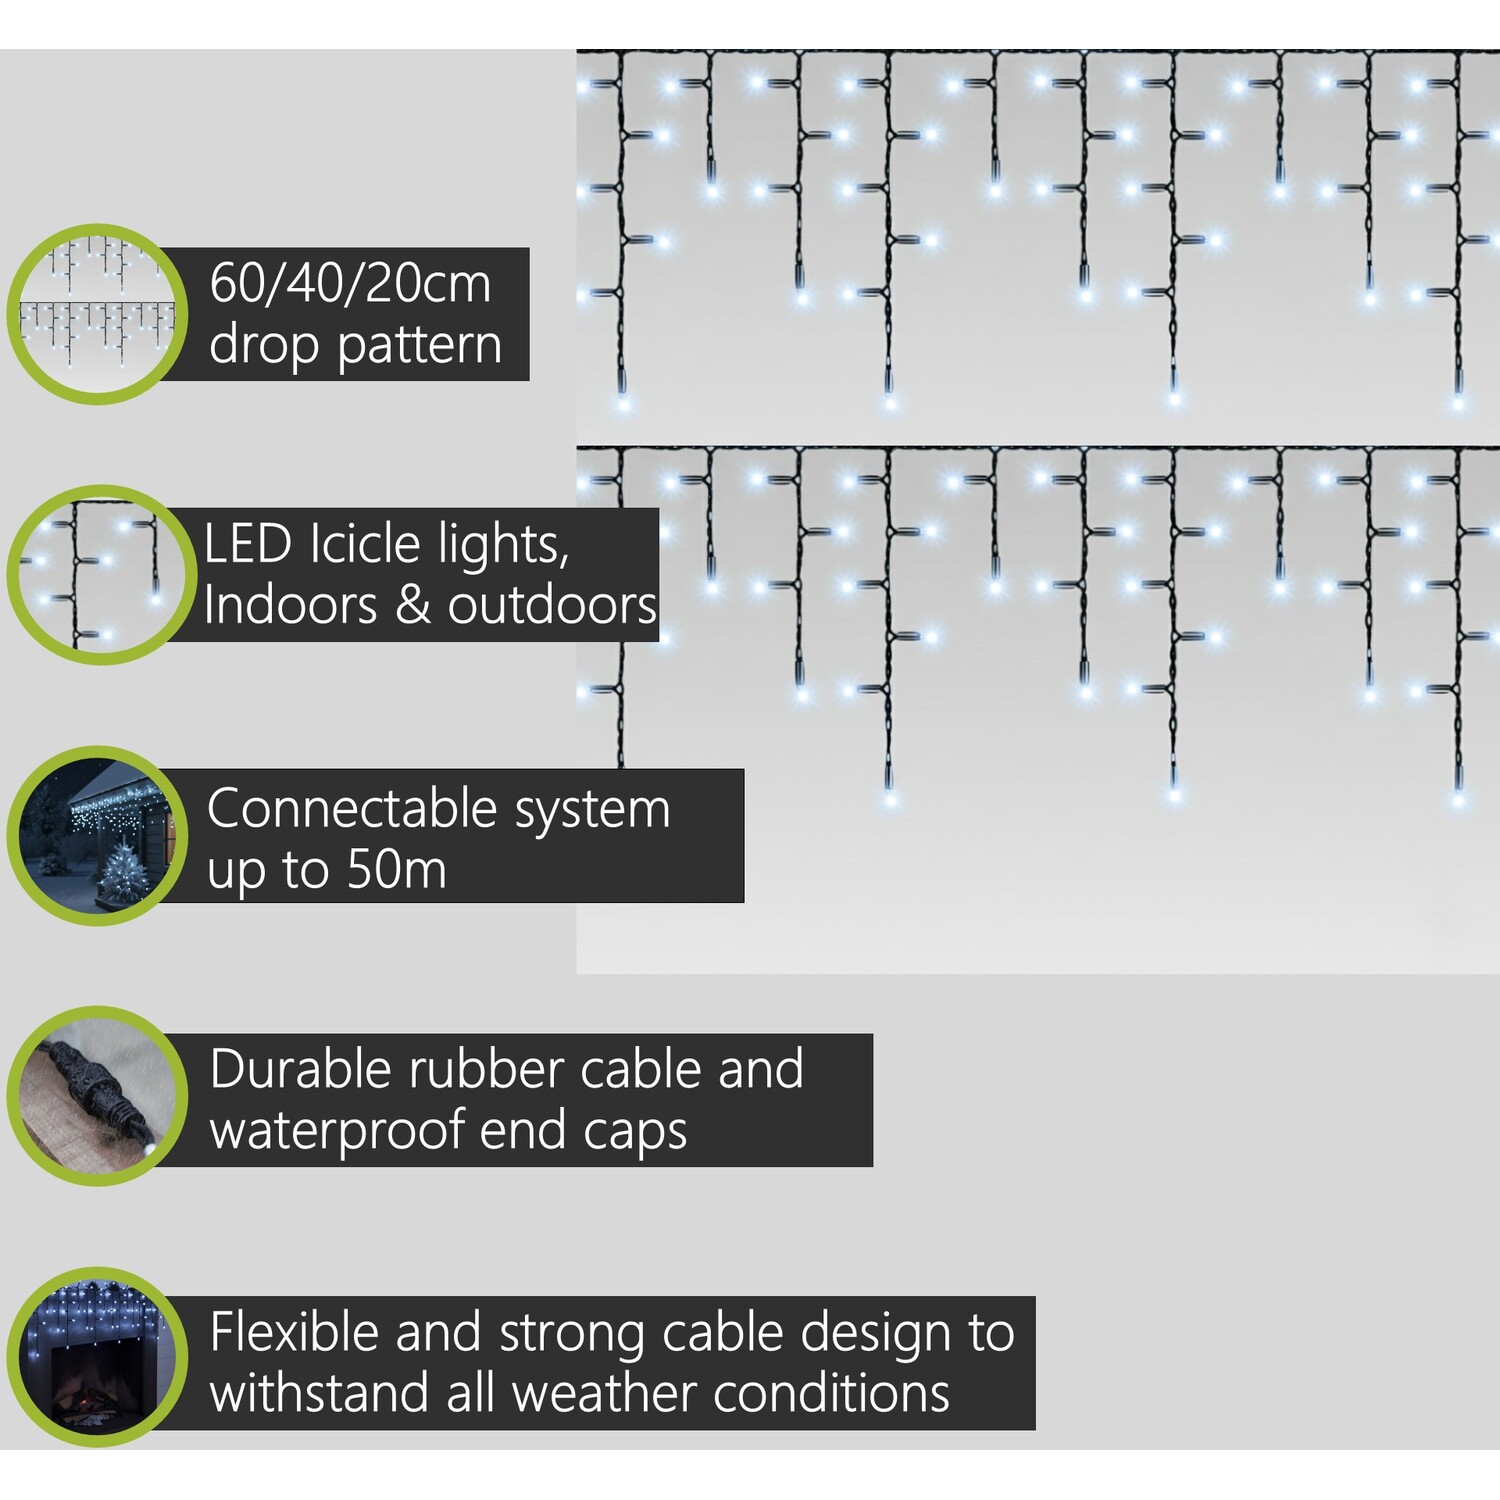 60/40/20cm
drop pattern
LED Icicle lights,
Indoors & outdoors
Connectable system
up to 50m
Durable rubber cable and
waterproof end caps
Flexible and strong cable design to
withstand all weather conditions